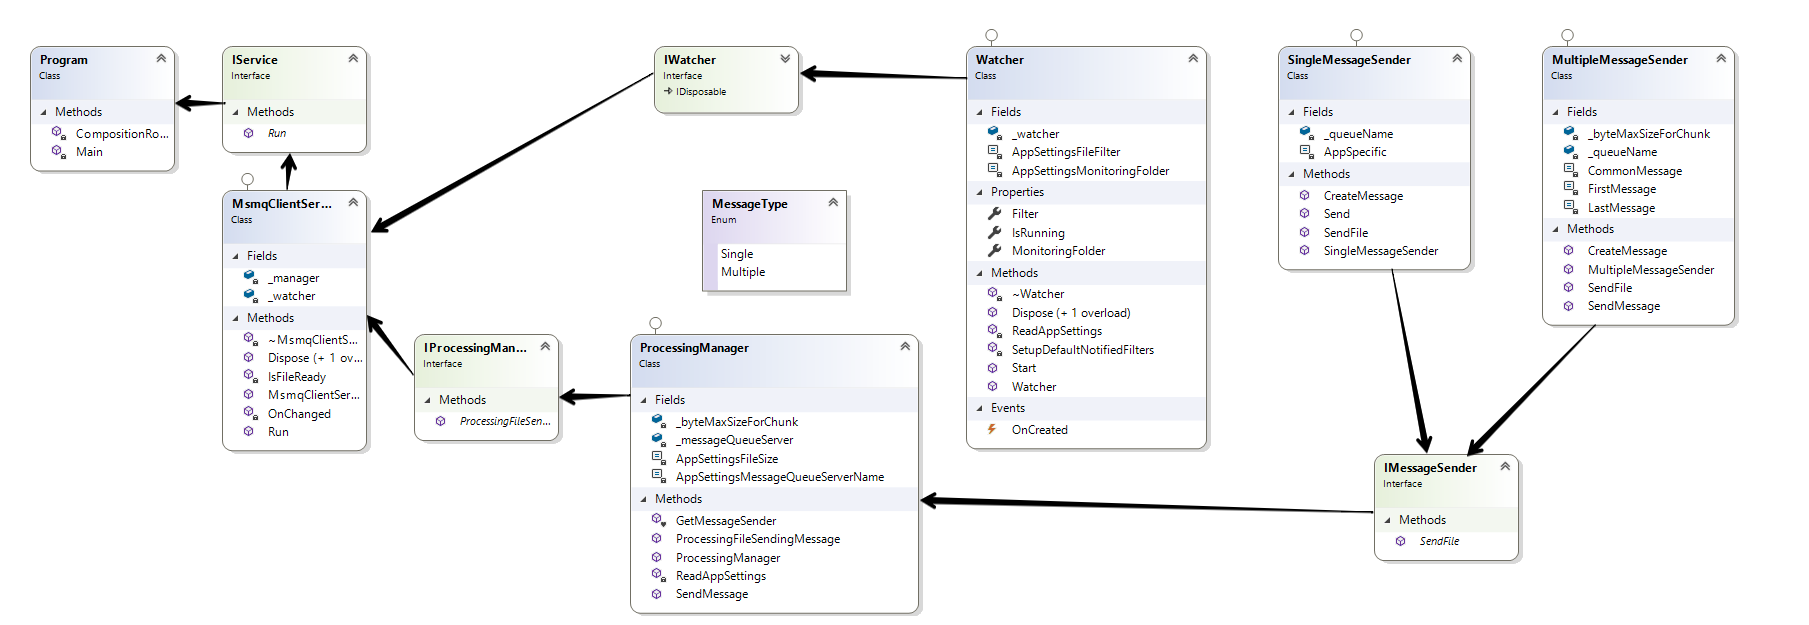 Program
Class
Methods
CompositionRo...
Main
IService
Interface
Methods
Run
MsmqClientSer...
Class
Fields
_manager
_watcher
Methods
~MsmqClientS...
Dispose (+ 1 ov...
IsFileReady
MsmqClientSer...
OnChanged
Run
IProcessingMan...
Interface
Methods
ProcessingFileSen...
IWatcher
Interface
IDisposable
MessageType
Enum
Single
Multiple
ProcessingManager
Class
Fields
_byteMaxSizeForChunk
_messageQueueServer
AppSettingsFileSize
AppSettingsMessageQueueServerName
Methods
GetMessageSender
ProcessingFileSendingMessage
ProcessingManager
ReadAppSettings
SendMessage
Watcher
Class
Fields
_watcher
AppSettingsFileFilter
AppSettingsMonitoringFolder
Properties
Filter
IsRunning
MonitoringFolder
Methods
~Watcher
Dispose (+ 1 overload)
ReadAppSettings
SetupDefaultNotifiedFilters
Start
Watcher
Events
OnCreated
SingleMessageSender
Class
Fields
_queueName
AppSpecific
Methods
CreateMessage
Send
SendFile
SingleMessageSender
MultipleMessageSender
Class
Fields
_byteMaxSizeForChunk
_queueName
CommonMessage
FirstMessage
LastMessage
Methods
CreateMessage
MultipleMessageSender
SendFile
SendMessage
IMessageSender
Interface
Methods
SendFile